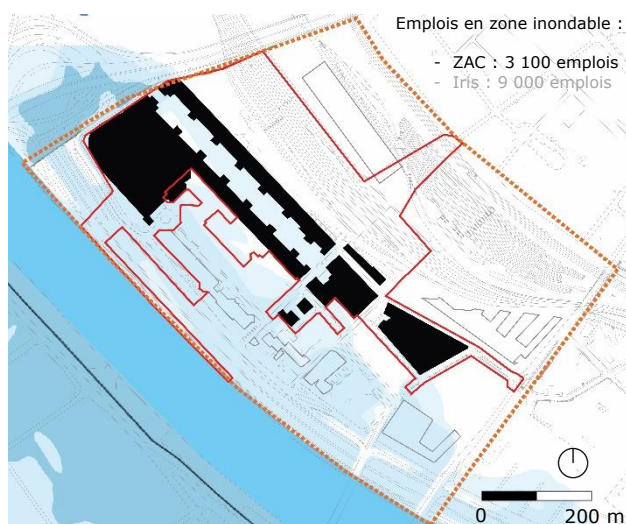 Emplois en zone inondable :
- ZAC : 3 100 emplois
- Iris : 9 000 emplois
0 200 m